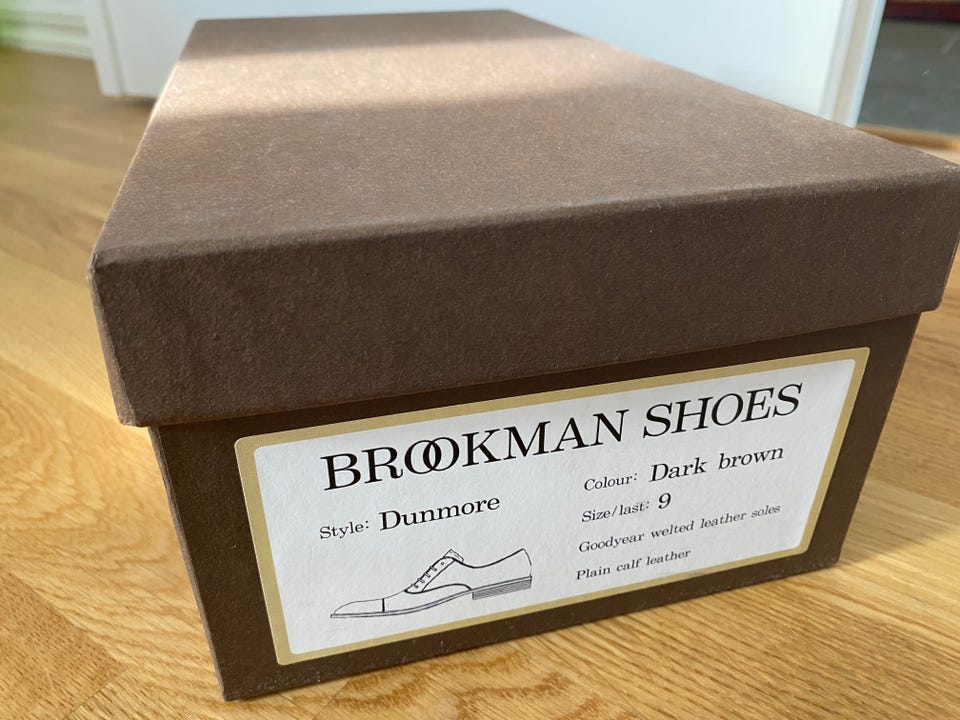 BROOKMAN SHOES
Style: Dunmore
Colour: Dark brown
Size/last: 9
Goodyear welted leather soles
Plain calf leather